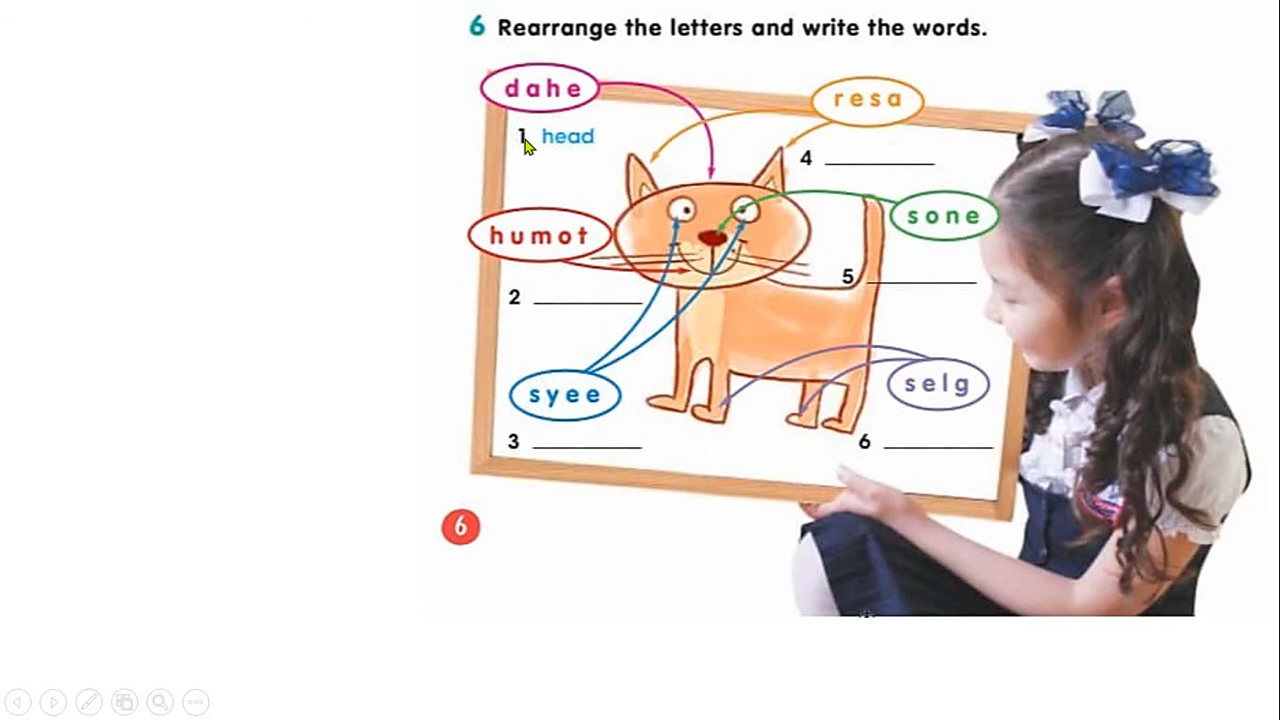 6 Rearrange the letters and write the words.
dahe
resa
1 head
4
sone
humot
5
2
syee
selg
3
6
6